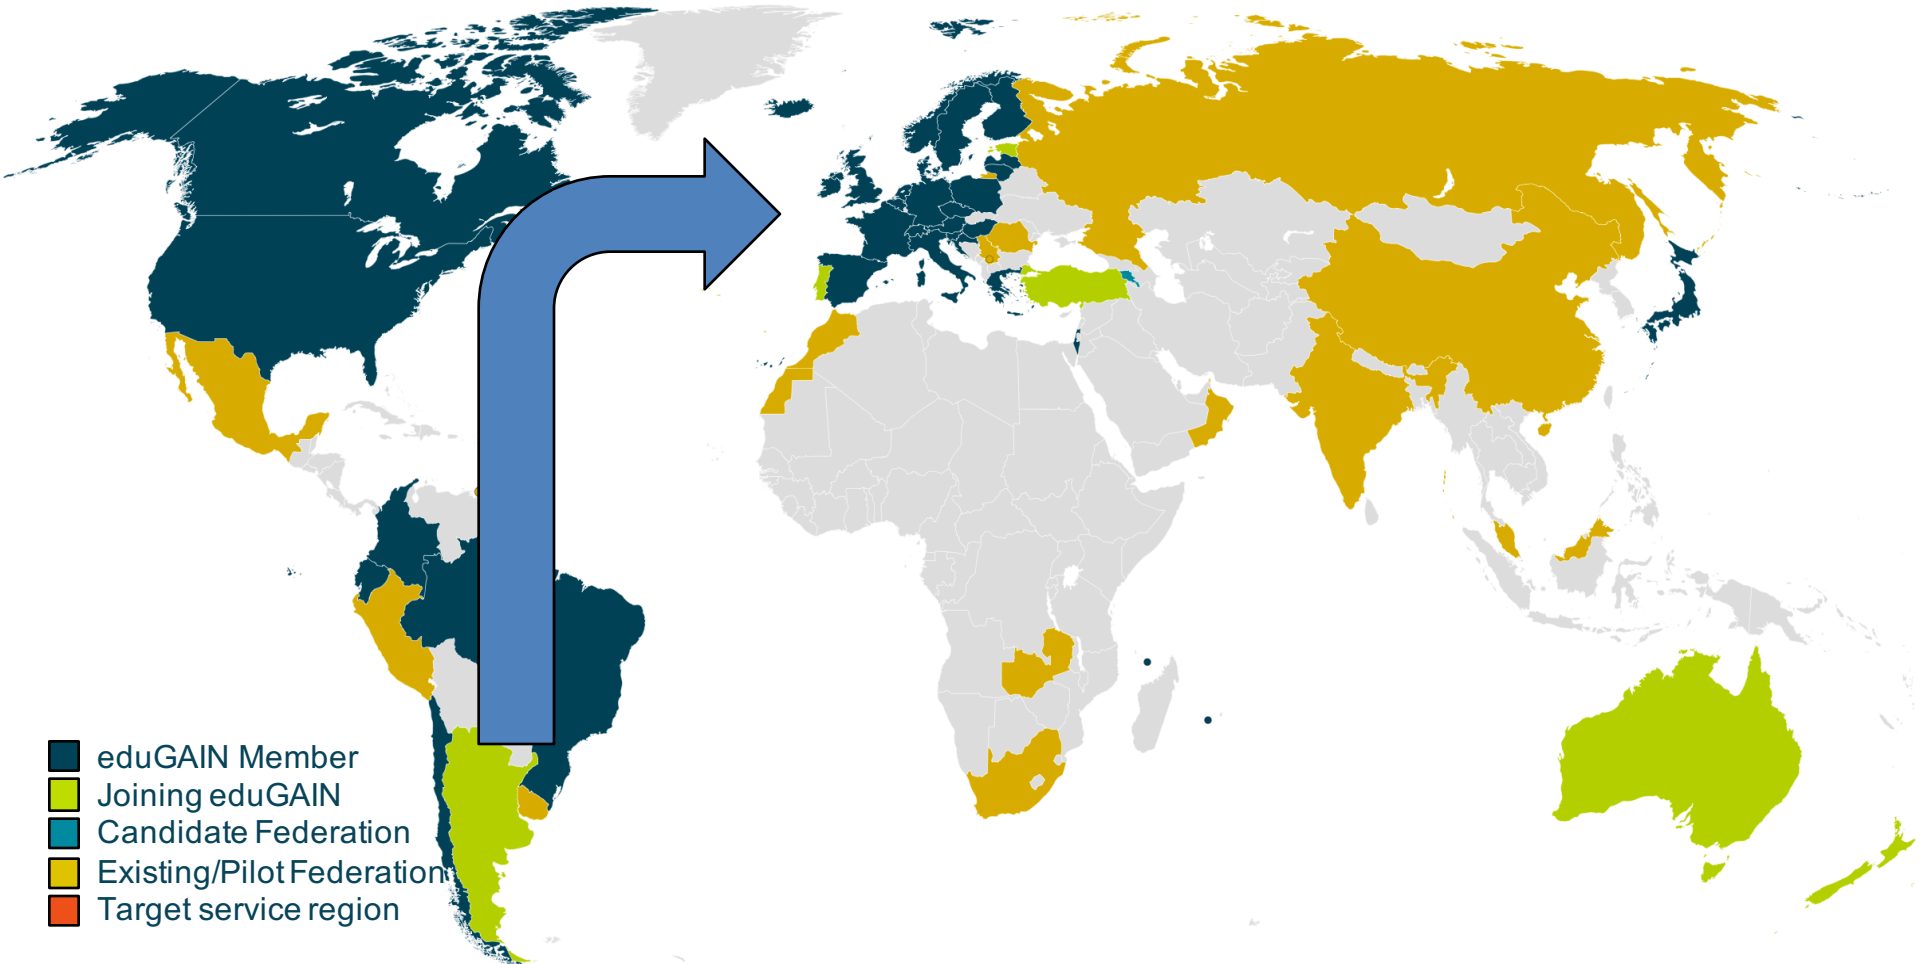 eduGAIN Member
Joining eduGAIN
Candidate Federation
Existing/Pilot Federation
Target service region